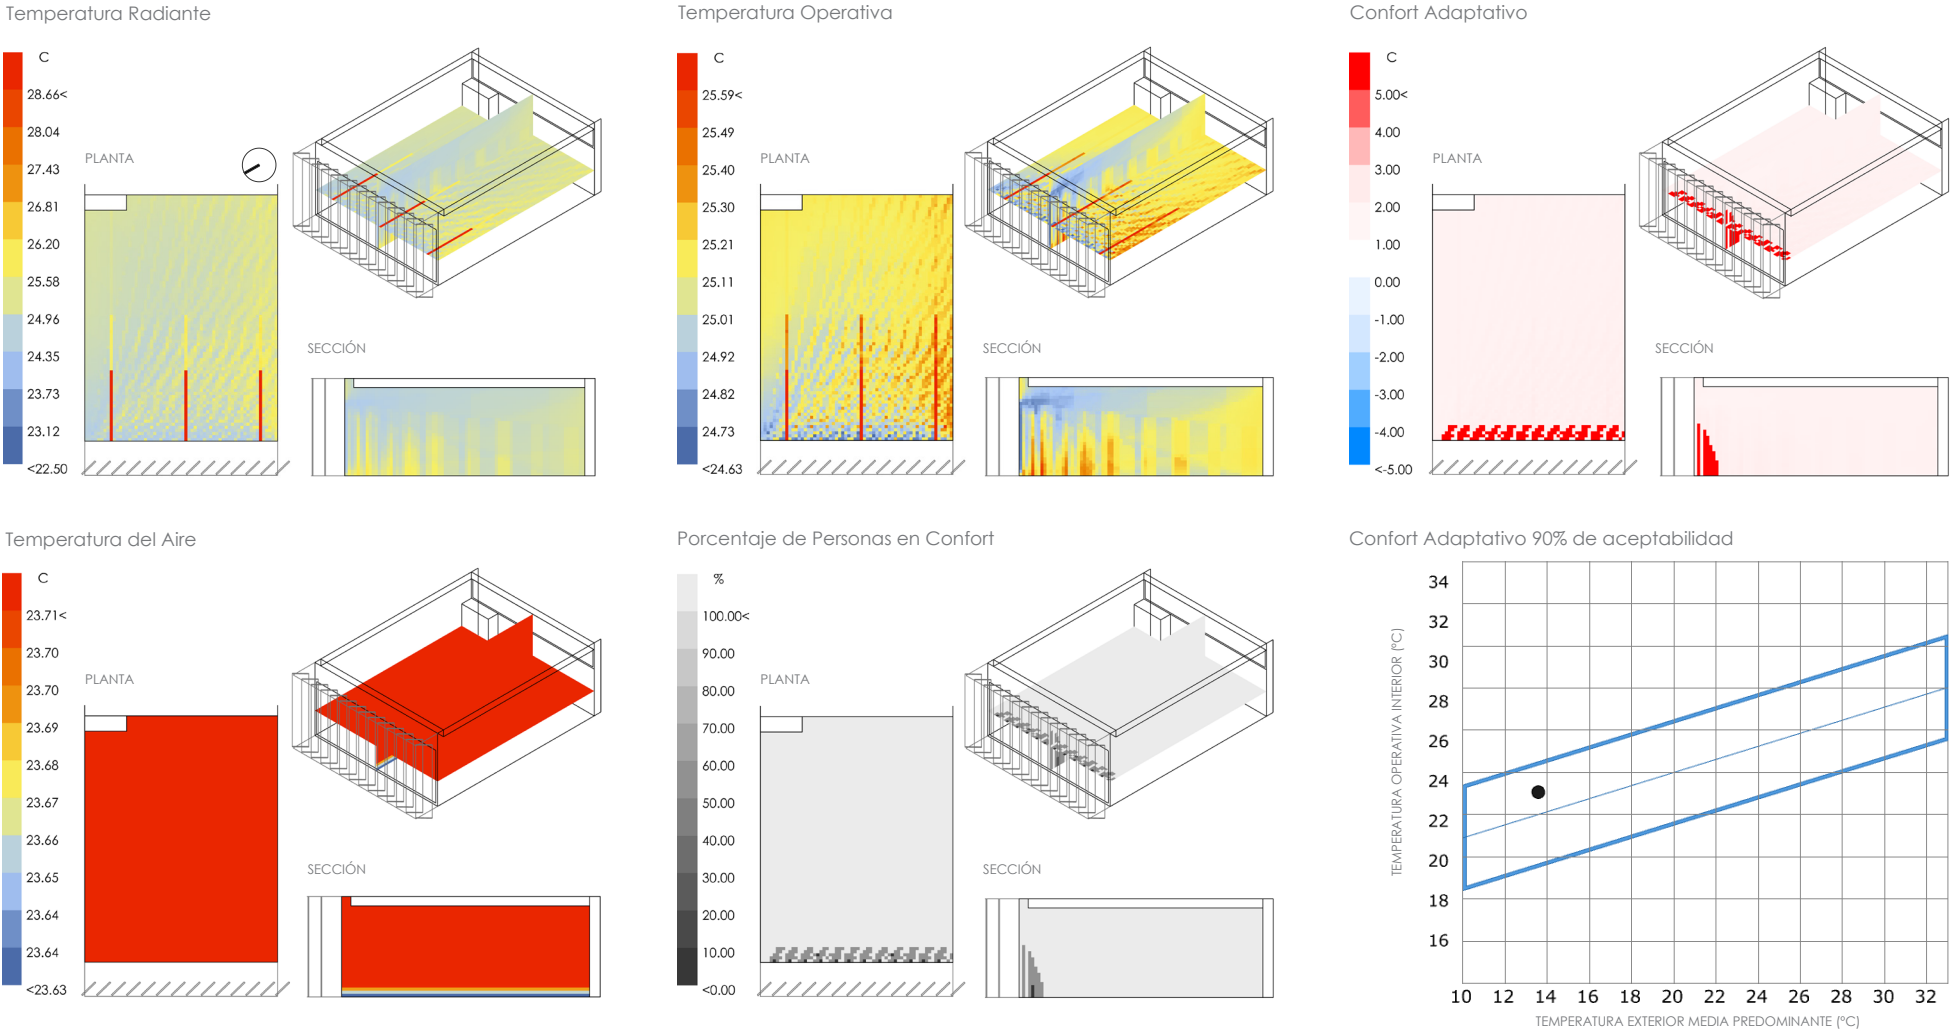 Temperatura Radiante
C
28.66<
28.04
27.43
26.81
26.20
25.58
24.96
24.35
23.73
23.12
<22.50
PLANTA
SECCIÓN
Temperatura Operativa
C
25.59<
25.49
25.40
25.30
25.21
25.11
25.01
24.92
24.82
24.73
<24.63
PLANTA
SECCIÓN
Confort Adaptativo
C
5.00<
4.00
3.00
2.00
1.00
0.00
-1.00
-2.00
-3.00
-4.00
<-5.00
PLANTA
SECCIÓN
Temperatura del Aire
C
23.71<
23.70
23.70
23.69
23.68
23.67
23.66
23.65
23.64
23.64
<23.63
PLANTA
SECCIÓN
Porcentaje de Personas en Confort
%
100.00<
90.00
80.00
70.00
60.00
50.00
40.00
30.00
20.00
10.00
<0.00
PLANTA
SECCIÓN
Confort Adaptativo 90% de aceptabilidad
TEMPERATURA OPERATIVA INTERIOR (°C)
34
32
30
28
26
24
22
20
18
16
10 12 14 16 18 20 22 24 26 28 30 32
TEMPERATURA EXTERIOR MEDIA PREDOMINANTE (°C)